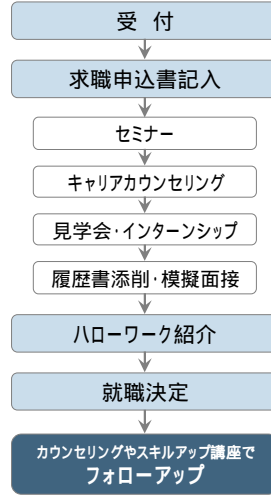 受 付
求職申込書記入
セミナー
キャリアカウンセリング
見学会・インターンシップ
履歴書添削・模擬面接
ハローワーク紹介
就職決定
カウンセリングやスキルアップ講座で
フォローアップ